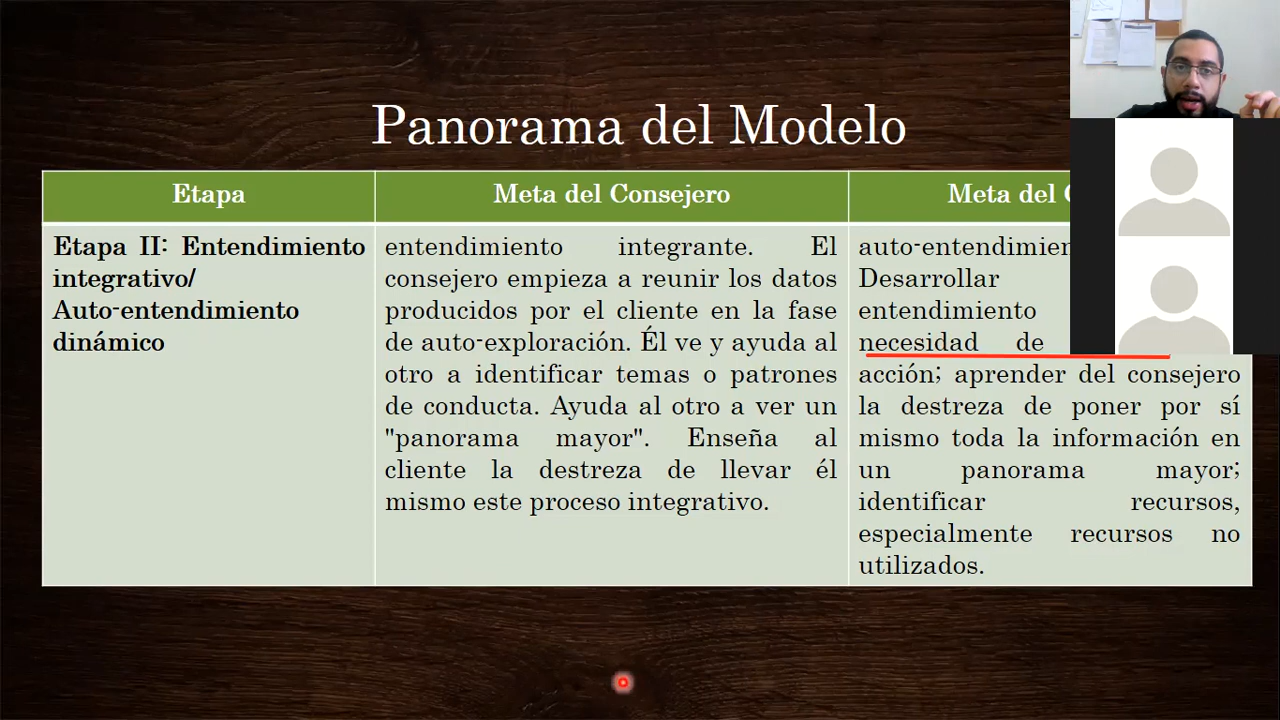 Panorama del Modelo
Etapa
Meta del Consejero
Meta del
Etapa II: Entendimiento
integrativo/
Auto-entendimiento
dinámico
entendimiento integrante. El
consejero empieza a reunir los datos
producidos por el cliente en la fase
de auto-exploración. Él ve y ayuda al
otro a identificar temas o patrones
de conducta. Ayuda al otro a ver un
"panorama mayor". Enseña al
cliente la destreza de llevar él
mismo este proceso integrativo.
Desarrollar
entendimiento
necesidad de
acción; aprender del consejero
la destreza de poner por sí
mismo toda la información en
un panorama mayor;
identificar recursos,
especialmente recursos no
utilizados.